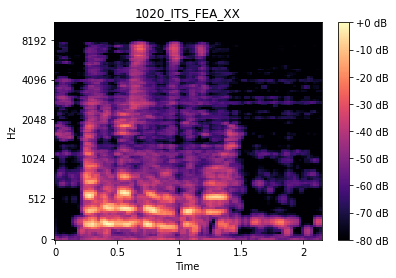 1020_ITS_FEA_XX
8192
4096
2048
1024
512
0
Hz
0
0.5
1
1.5
2
Time
+0 dB
-10 dB
-20 dB
-30 dB
-40 dB
-50 dB
-60 dB
-70 dB
-80 dB